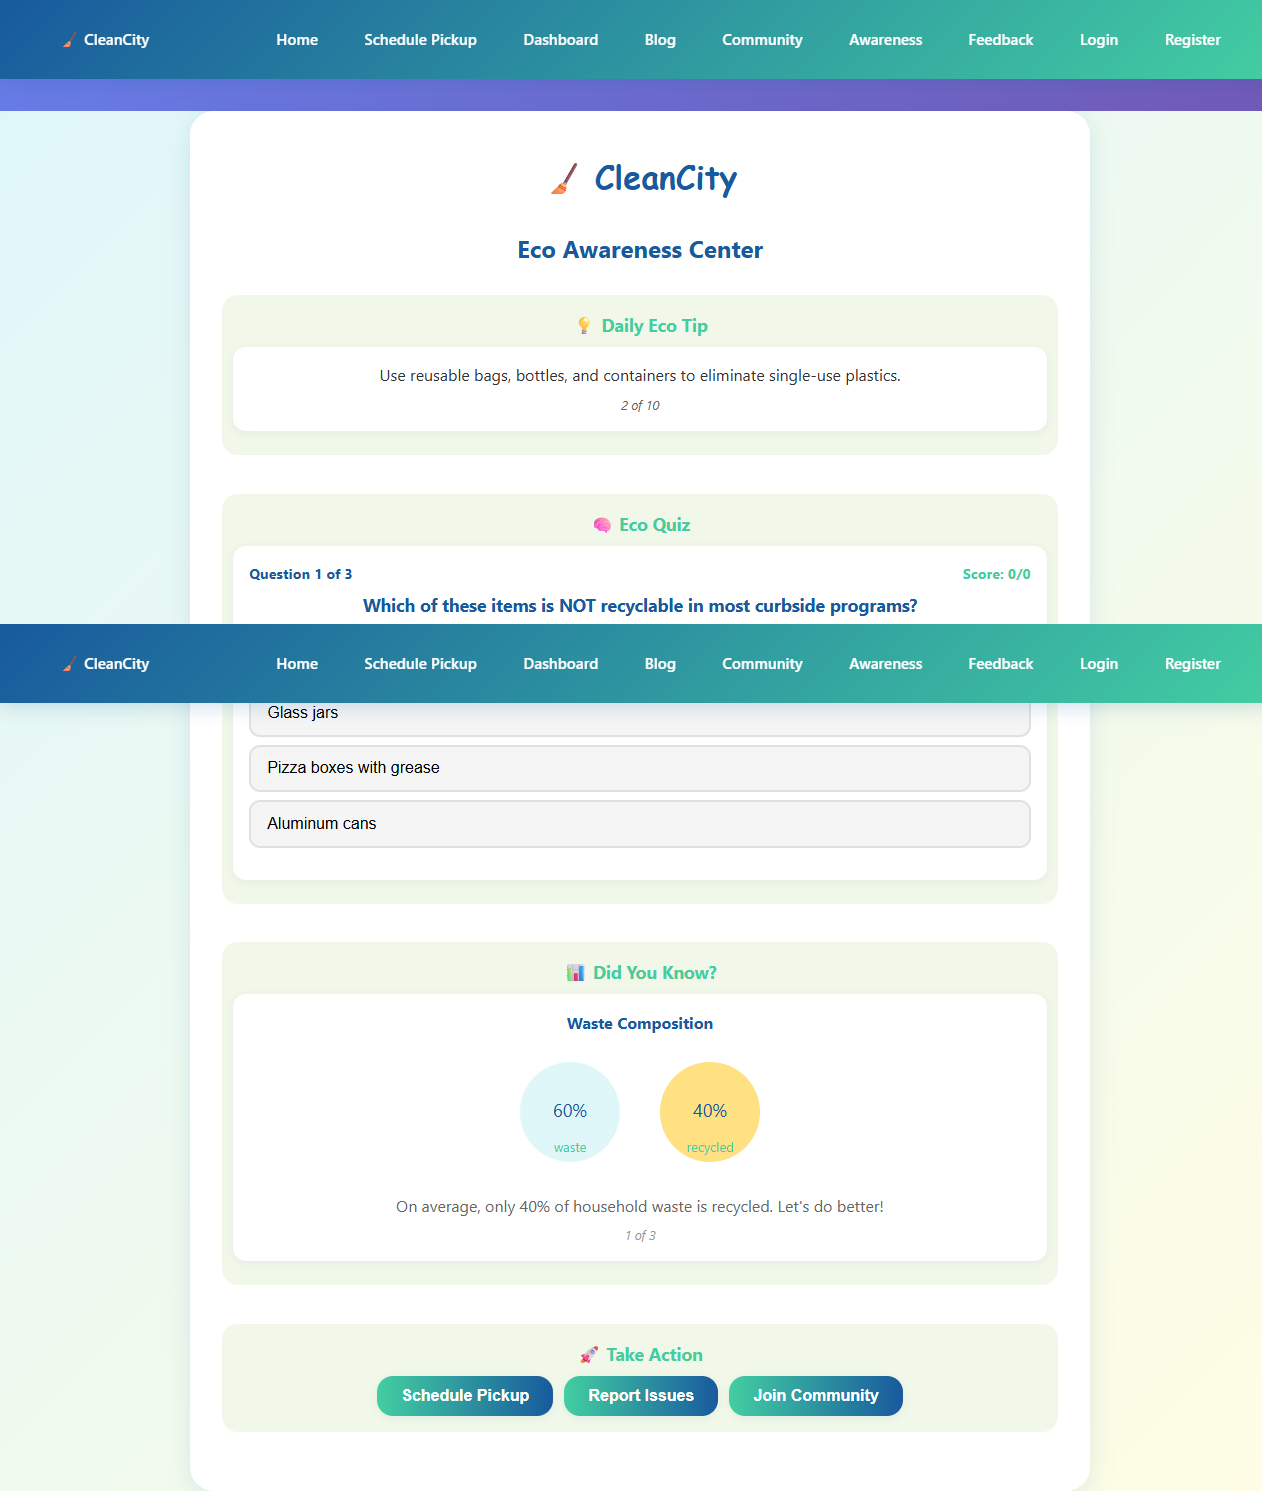 CleanCity Home Schedule Pickup Dashboard Blog Community Awareness Feedback Login Register
CleanCity
Eco Awareness Center
Daily Eco Tip
Use reusable bags, bottles, and containers to eliminate single-use plastics.
2 of 10
Eco Quiz
Question 1 of 3 Score: 0/0
Which of these items is NOT recyclable in most curbside programs?
CleanCity Home Schedule Pickup Dashboard Blog Community Awareness Feedback Login Register
Glass jars
Pizza boxes with grease
Aluminum cans
Did You Know?
Waste Composition
60% 40%
waste recycled
On average, only 40% of household waste is recycled. Let's do better!
1 of 3
Take Action
Schedule Pickup Report Issues Join Community